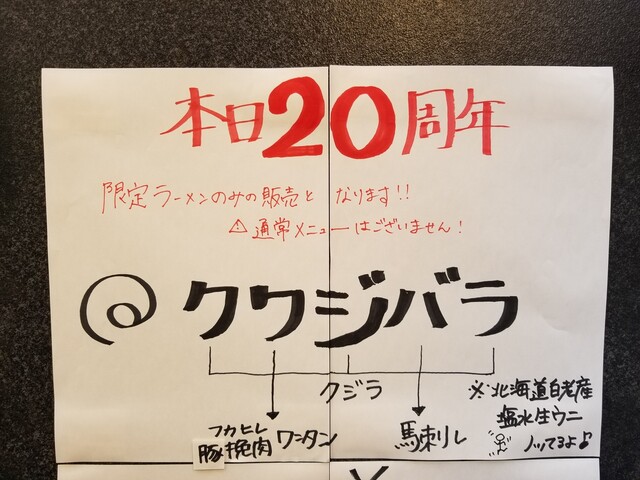 本日20周年
限定ラーメンのみの販売となります!!
⚠通常メニューはございません!
クワジバラ
クジラ
フカヒレ
豚挽肉ワンタン
馬刺し
※北海道白老産
塩水生ウニ
ノッてるよ♪